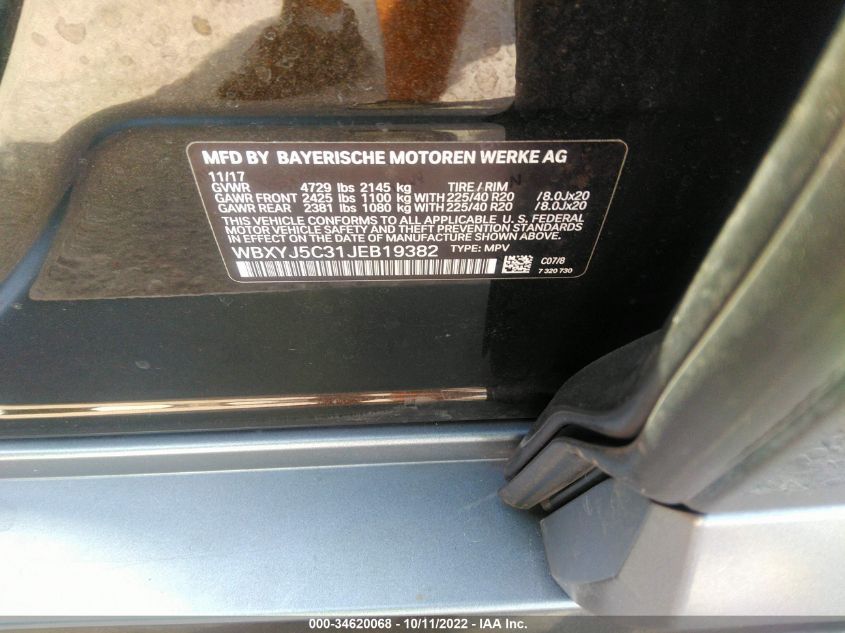 MFD BY BAYERISCHE MOTOREN WERKE AG
11/17
GVWR 4729 lbs 2145 kg TIRE / RIM
GAWR FRONT 2425 lbs 1100 kg WITH 225/40 R20 /8.0Jx20
GAWR REAR 2381 lbs 1080 kg WITH 225/40 R20 /8.0Jx20
THIS VEHICLE CONFORMS TO ALL APPLICABLE U. S. FEDERAL
MOTOR VEHICLE SAFETY AND THEFT PREVENTION STANDARDS
IN EFFECT ON THE DATE OF MANUFACTURE SHOWN ABOVE.
WBXYJ5C31JEB19382 TYPE: MPV
C07/8
7 320 730
000-34620068 - 10/11/2022 - IAA Inc.